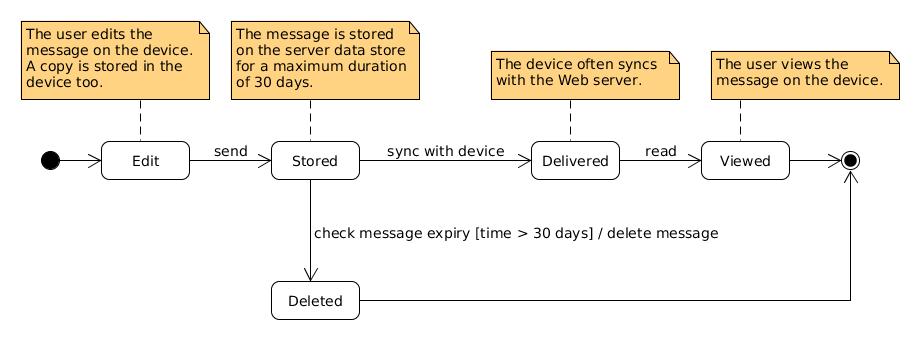 The user edits the
message on the device.
A copy is stored in the
device too.
The message is stored
on the server data store
for a maximum duration
of 30 days.
The device often syncs
with the Web server.
The user views the
message on the device.
Edit
send
Stored
sync with device
Delivered
read
Viewed
check message expiry [time > 30 days] / delete message
Deleted